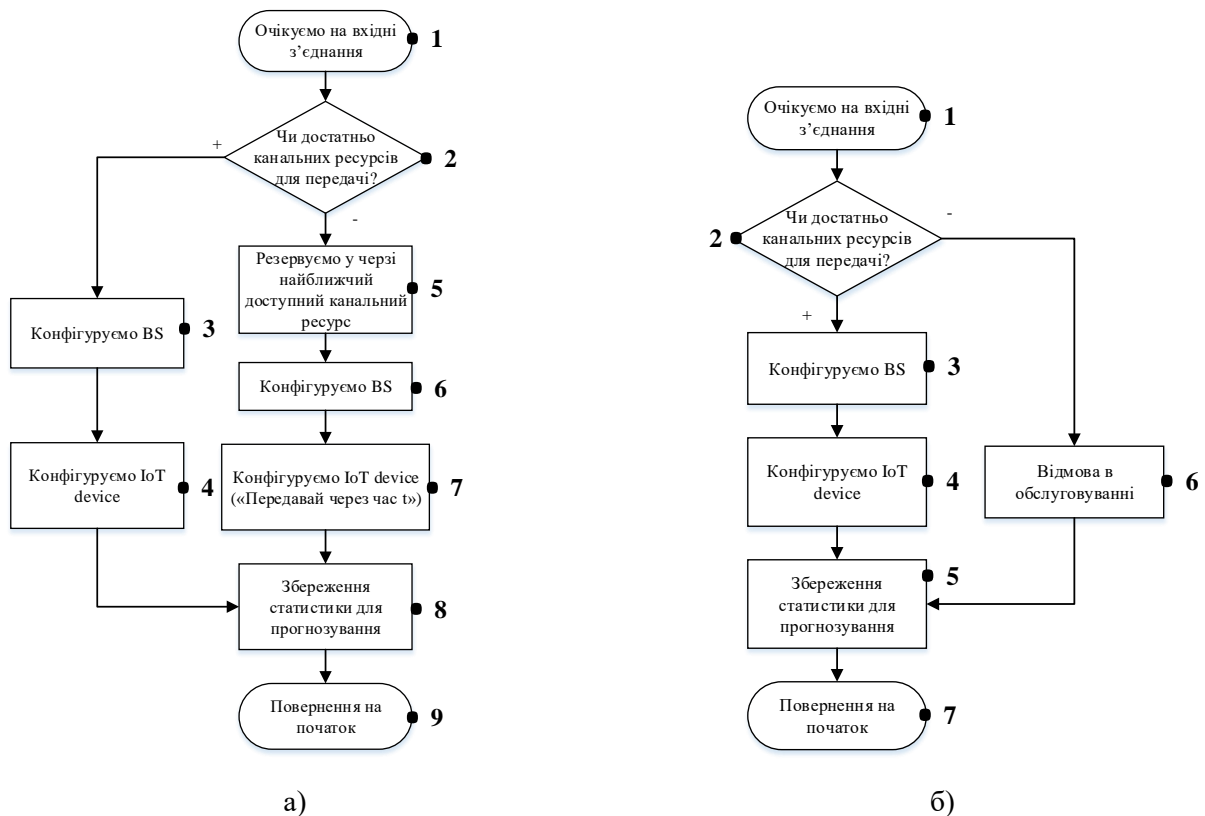 Очікуємо на вхідні
з’єднання
1
Чи достатньо
канальних ресурсів
для передачі?
2
+
-
Резервуємо у черзі
найближчий
доступний канальний
ресурс
5
Конфігуруємо BS
3
Конфігуруємо BS
6
Конфігуруємо IoT
device
4
Конфігуруємо IoT device
(«Передавай через час t»)
7
Збереження
статистики для
прогнозування
8
Повернення на
початок
9
а)
Очікуємо на вхідні
з’єднання
1
Чи достатньо
канальних ресурсів
для передачі?
2
-
+
Конфігуруємо BS
3
Конфігуруємо IoT
device
4
Відмова в
обслуговуванні
6
Збереження
статистики для
прогнозування
5
Повернення на
початок
7
б)